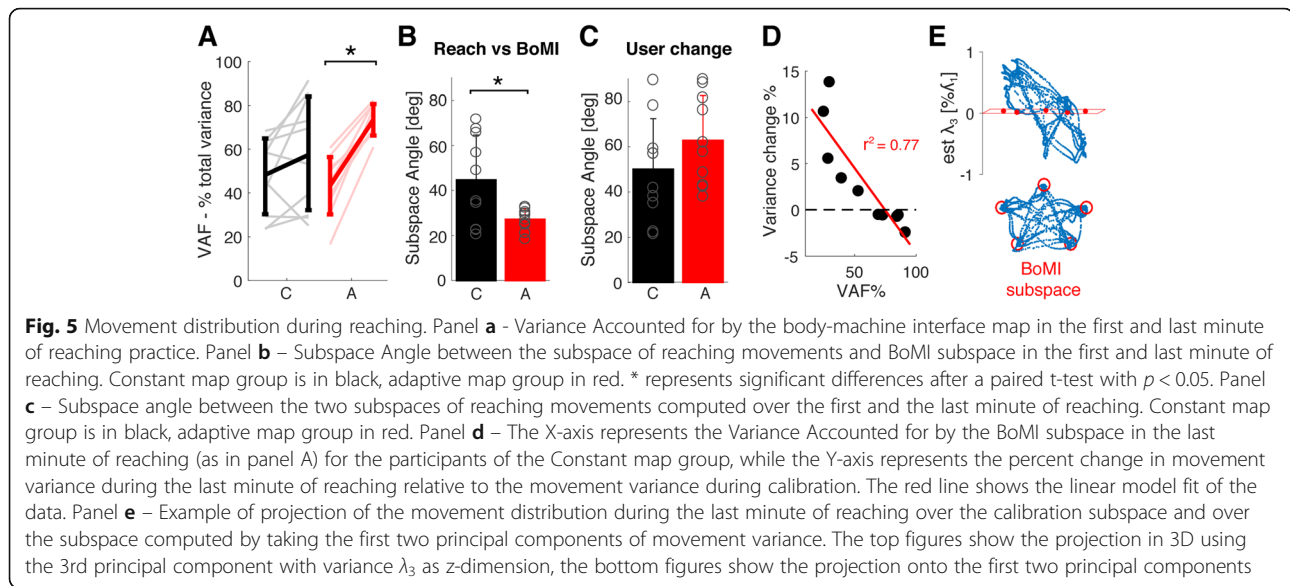 A
*
VAF - % total variance
100
80
60
40
20
0
C
A
B
Reach vs BoMI
*
Subspace Angle [deg]
80
60
40
20
0
C
A
C
User change
Subspace Angle [deg]
80
60
40
20
0
C
A
D
Variance change %
15
10
5
0
-5
r² = 0.77
50
100
VAF%
E
est λ₃ [%λ₁]
1
0
-1
BoMI
subspace
Fig. 5 Movement distribution during reaching. Panel a - Variance Accounted for by the body-machine interface map in the first and last minute
of reaching practice. Panel b – Subspace Angle between the subspace of reaching movements and BoMI subspace in the first and last minute of
reaching. Constant map group is in black, adaptive map group in red. * represents significant differences after a paired t-test with p < 0.05. Panel
c – Subspace angle between the two subspaces of reaching movements computed over the first and the last minute of reaching. Constant map
group is in black, adaptive map group in red. Panel d – The X-axis represents the Variance Accounted for by the BoMI subspace in the last
minute of reaching (as in panel A) for the participants of the Constant map group, while the Y-axis represents the percent change in movement
variance during the last minute of reaching relative to the movement variance during calibration. The red line shows the linear model fit of the
data. Panel e – Example of projection of the movement distribution during the last minute of reaching over the calibration subspace and over
the subspace computed by taking the first two principal components of movement variance. The top figures show the projection in 3D using
the 3rd principal component with variance λ₃ as z-dimension, the bottom figures show the projection onto the first two principal components